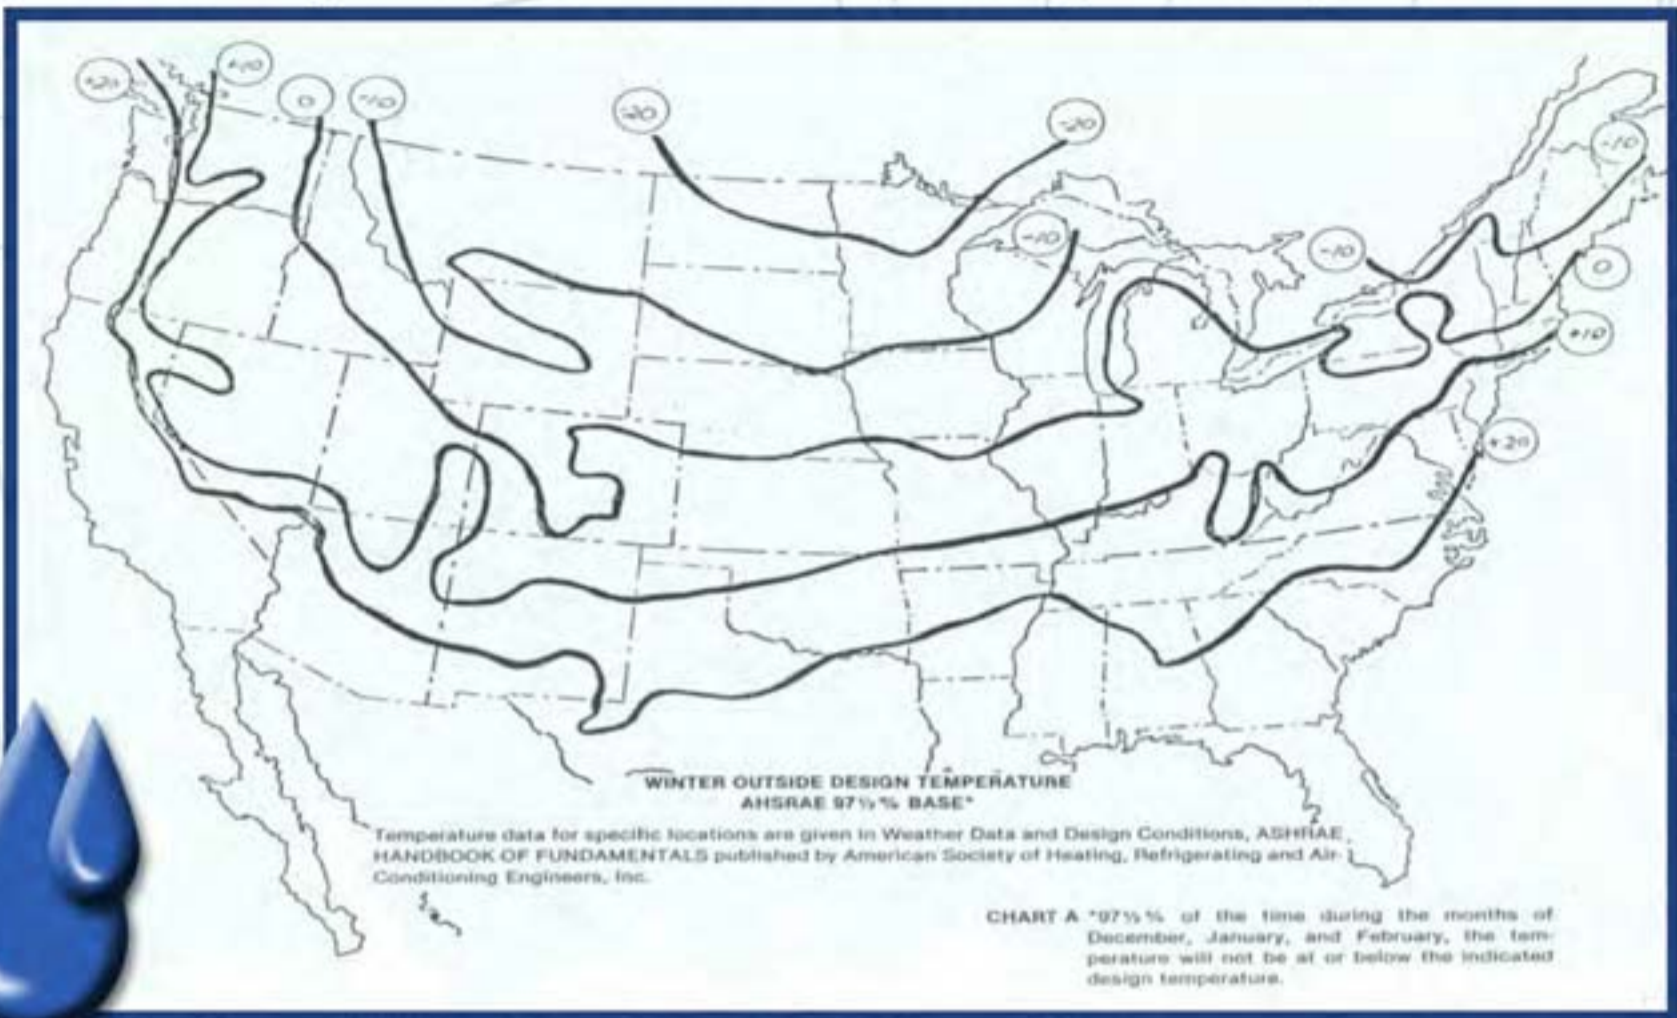 +20
+10
0
-10
-20
-20
-10
-10
-10
0
+10
+20
WINTER OUTSIDE DESIGN TEMPERATURE
AHSRAE 97½% BASE*
Temperature data for specific locations are given in Weather Data and Design Conditions, ASHRAE
HANDBOOK OF FUNDAMENTALS published by American Society of Heating, Refrigerating and Air-
Conditioning Engineers, Inc.
CHART A *97½% of the time during the months of
December, January, and February, the tem-
perature will not be at or below the indicated
design temperature.